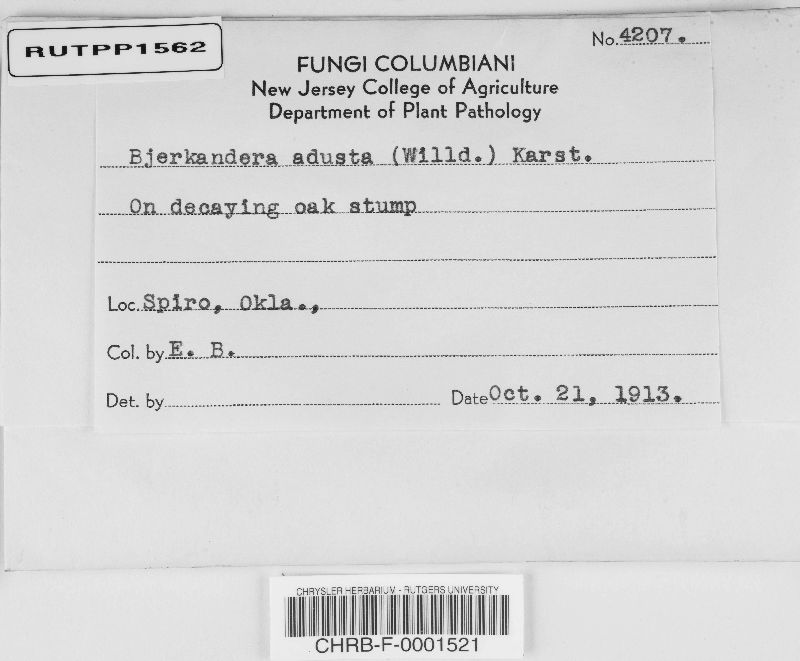 RUTPP1562
No. 4207.
FUNGI COLUMBIANI
New Jersey College of Agriculture
Department of Plant Pathology
Bjerkandera adusta (Willd.) Karst.
On decaying oak stump
Loc. Spiro, Okla.,
Col. by E. B.
Det. by
Date Oct. 21, 1913.
CHRYSLER HERBARIUM - RUTGERS UNIVERSITY
CHRB-F-0001521